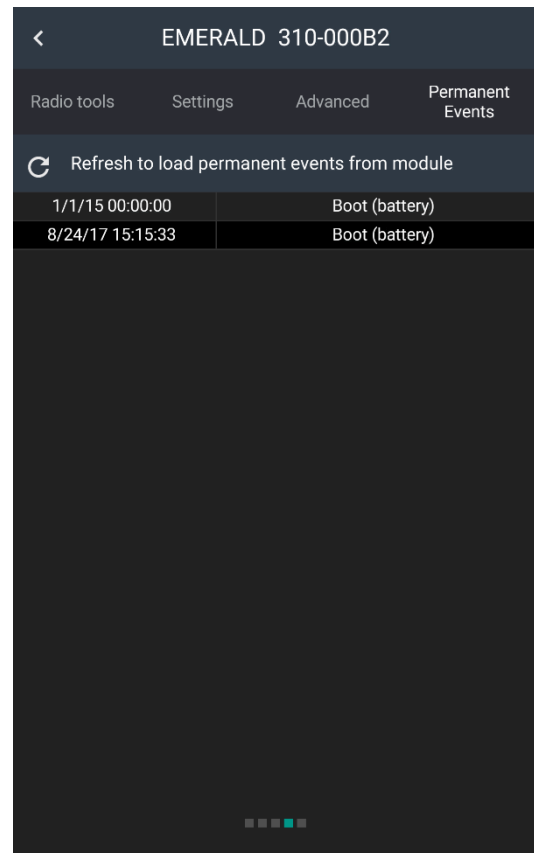 EMERALD 310-000B2
Radio tools Settings Advanced Permanent Events
Refresh to load permanent events from module
1/1/15 00:00:00 Boot (battery)
8/24/17 15:15:33 Boot (battery)